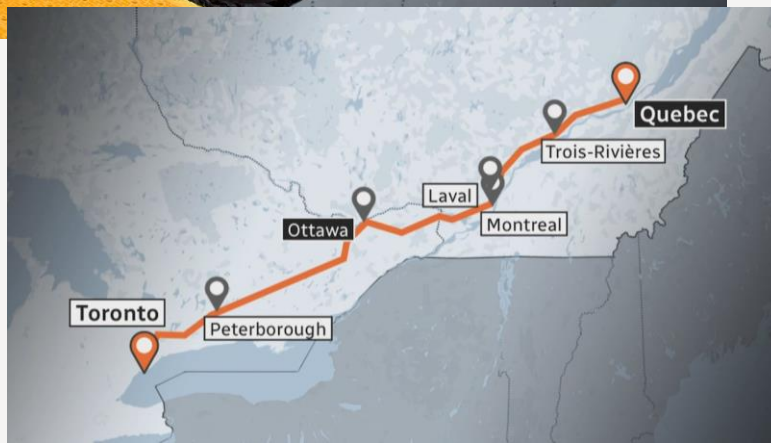 Quebec
Trois-Rivières
Laval
Montreal
Ottawa
Toronto
Peterborough